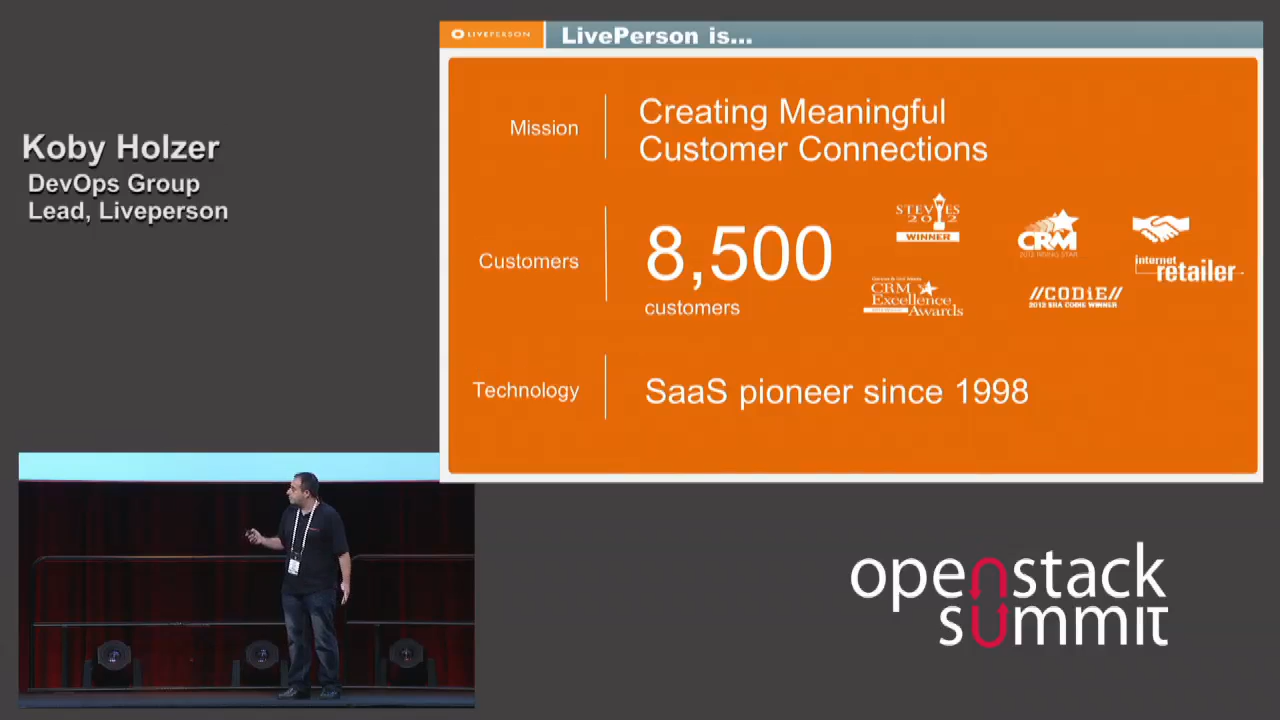 Koby Holzer
DevOps Group
Lead, Liveperson
LIVEPERSON
LivePerson is...
Mission
Creating Meaningful
Customer Connections
Customers
8,500
customers
STEVIES
2012
WINNER
CRM
Excellence
Awards
CRM
2012 RISING STAR
//CODiE//
2012 SIIA CODIE WINNER
internet
retailer
Technology
SaaS pioneer since 1998
openstack
summit